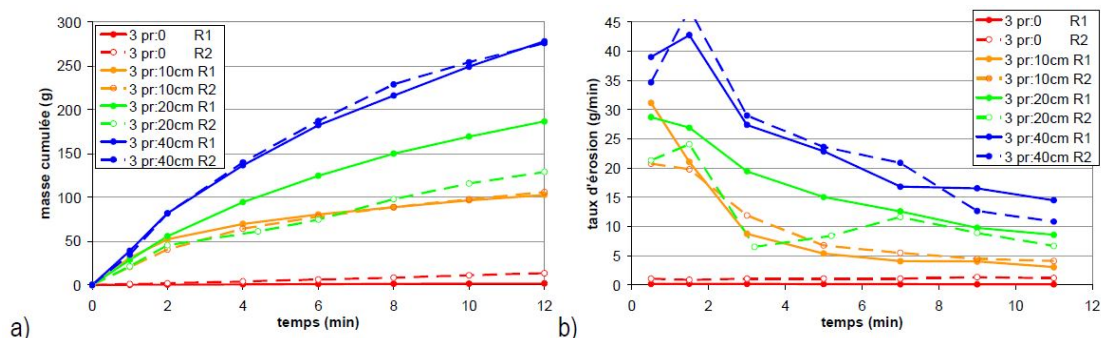 300
250
200
150
100
50
0
masse cumulée (g)
3 pr:0 R1
3 pr:0 R2
3 pr:10cm R1
3 pr:10cm R2
3 pr:20cm R1
3 pr:20cm R2
3 pr:40cm R1
3 pr:40cm R2
0 2 4 6 8 10 12
temps (min)
a)
45
40
35
30
25
20
15
10
5
0
taux d'érosion (g/min)
3 pr:0 R1
3 pr:0 R2
3 pr:10cm R1
3 pr:10cm R2
3 pr:20cm R1
3 pr:20cm R2
3 pr:40cm R1
3 pr:40cm R2
0 2 4 6 8 10 12
temps (min)
b)